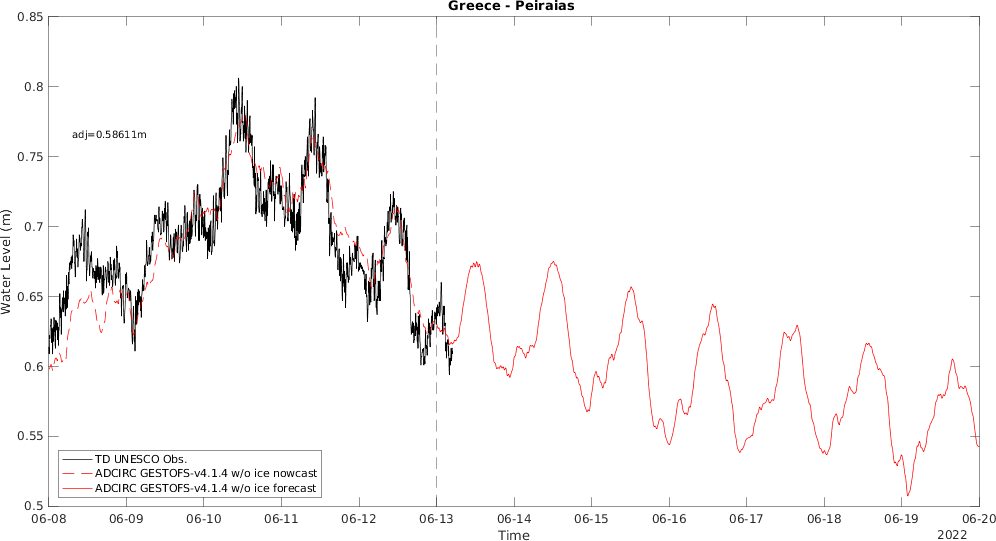 Greece - Peiraias
0.85
0.8
0.75
0.7
0.65
0.6
0.55
0.5
Water Level (m)
adj=0.58611m
TD UNESCO Obs.
ADCIRC GESTOFS-v4.1.4 w/o ice nowcast
ADCIRC GESTOFS-v4.1.4 w/o ice forecast
06-08 06-09 06-10 06-11 06-12 06-13 06-14 06-15 06-16 06-17 06-18 06-19 06-20
Time
2022